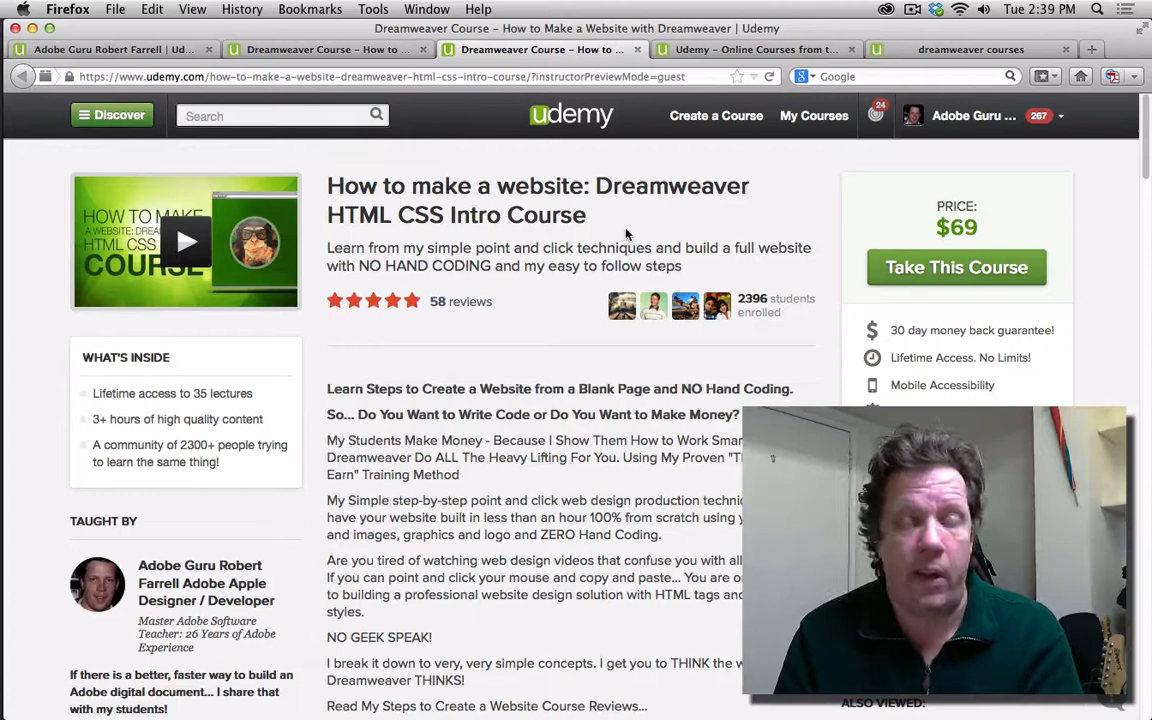 Firefox File Edit View History Bookmarks Tools Window Help Tue 2:39 PM
Dreamweaver Course – How to Make a Website with Dreamweaver | Udemy
Adobe Guru Robert Farrell | Ud...
Dreamweaver Course – How to ...
Dreamweaver Course – How to ...
Udemy – Online Courses from t...
dreamweaver courses
https://www.udemy.com/how-to-make-a-website-dreamweaver-html-css-intro-course/?instructorPreviewMode=guest
Google
Discover
Search
udemy
Create a Course
My Courses
24
Adobe Guru ...
267
HOW TO MAKE
A WEBSITE: DRE
HTML CSS
COURSE
How to make a website: Dreamweaver
HTML CSS Intro Course
Learn from my simple point and click techniques and build a full website
with NO HAND CODING and my easy to follow steps
58 reviews
2396 students
enrolled
PRICE:
$69
Take This Course
30 day money back guarantee!
Lifetime Access. No Limits!
Mobile Accessibility
WHAT'S INSIDE
Lifetime access to 35 lectures
3+ hours of high quality content
A community of 2300+ people trying
to learn the same thing!
TAUGHT BY
Adobe Guru Robert
Farrell Adobe Apple
Designer / Developer
Master Adobe Software
Teacher: 26 Years of Adobe
Experience
If there is a better, faster way to build an
Adobe digital document... I share that
with my students!
Learn Steps to Create a Website from a Blank Page and NO Hand Coding.
So... Do You Want to Write Code or Do You Want to Make Money?
My Students Make Money - Because I Show Them How to Work Smar
Dreamweaver Do ALL The Heavy Lifting For You. Using My Proven "T
Earn" Training Method
My Simple step-by-step point and click web design production techni
have your website built in less than an hour 100% from scratch using y
and images, graphics and logo and ZERO Hand Coding.
Are you tired of watching web design videos that confuse you with all
If you can point and click your mouse and copy and paste... You are o
to building a professional website design solution with HTML tags and
styles.
NO GEEK SPEAK!
I break it down to very, very simple concepts. I get you to THINK the w
Dreamweaver THINKS!
Read My Steps to Create a Website Course Reviews...
ALSO VIEWED: